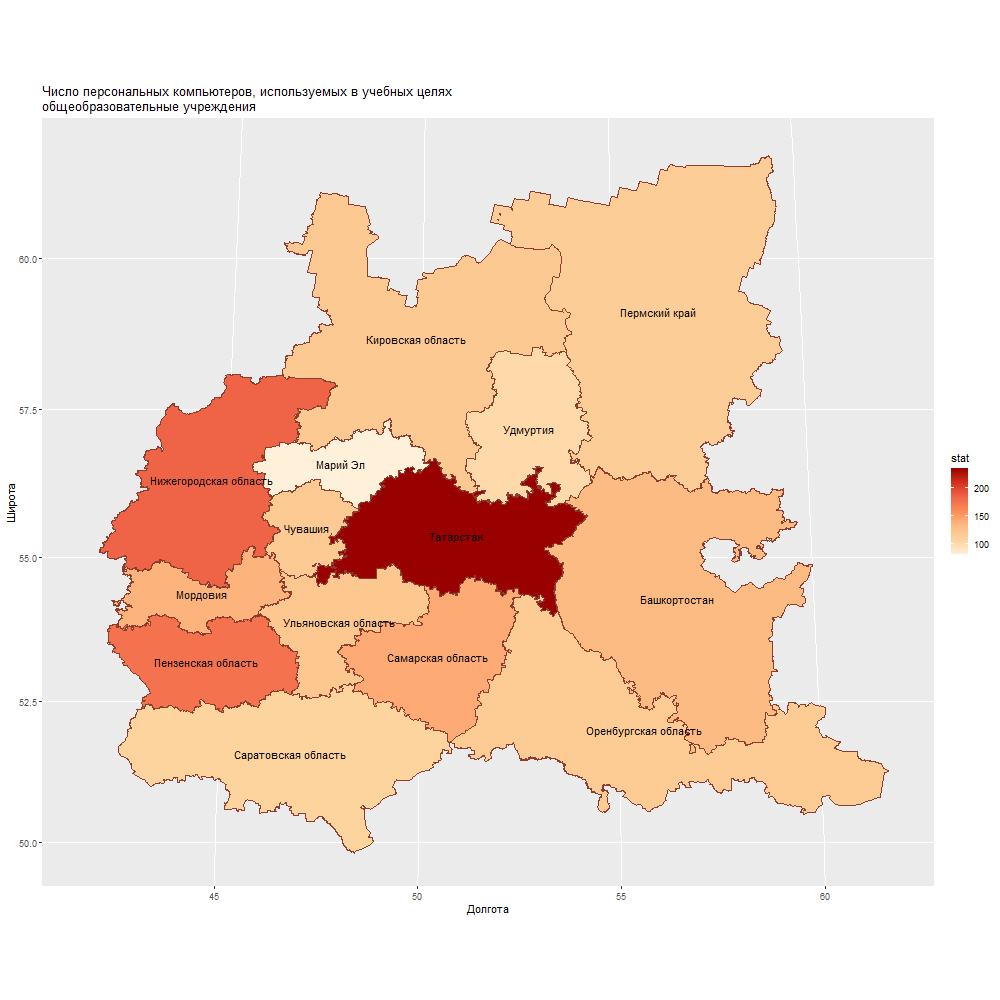 Число персональных компьютеров, используемых в учебных целях
общеобразовательные учреждения
60.0
57.5
55.0
52.5
50.0
Широта
Пермский край
Кировская область
Удмуртия
Марий Эл
Нижегородская область
Чувашия
Татарстан
Мордовия
Башкортостан
Ульяновская область
Пензенская область
Самарская область
Оренбургская область
Саратовская область
45
50
55
60
Долгота
stat
200
150
100